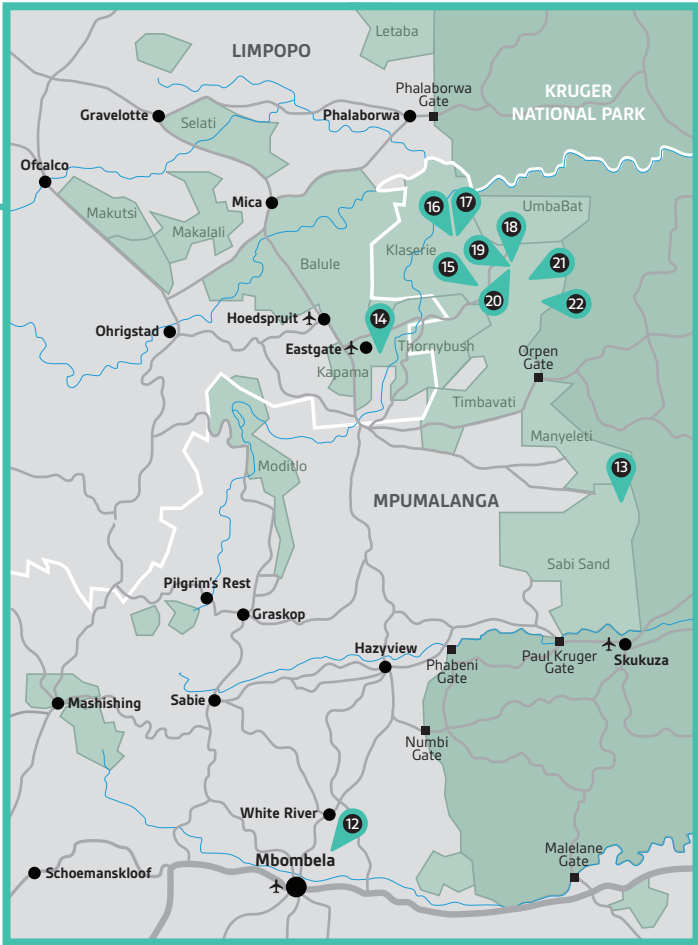 Letaba
LIMPOPO
Phalaborwa
Gate
KRUGER
NATIONAL PARK
Gravelotte
Selati
Phalaborwa
Ofcalco
Mica
Makutsi
Makalali
16
17
UmbaBat
18
Klaserie
19
Balule
15
21
20
22
Hoedspruit
14
Ohrigstad
Eastgate
Thornybush
Orpen
Gate
Kapama
Timbavati
Manyeleti
Moditlo
13
MPUMALANGA
Sabi Sand
Pilgrim's Rest
Graskop
Hazyview
Phabeni
Gate
Paul Kruger
Gate
Skukuza
Mashishing
Sabie
Numbi
Gate
White River
12
Malelane
Gate
Mbombela
Schoemanskloof